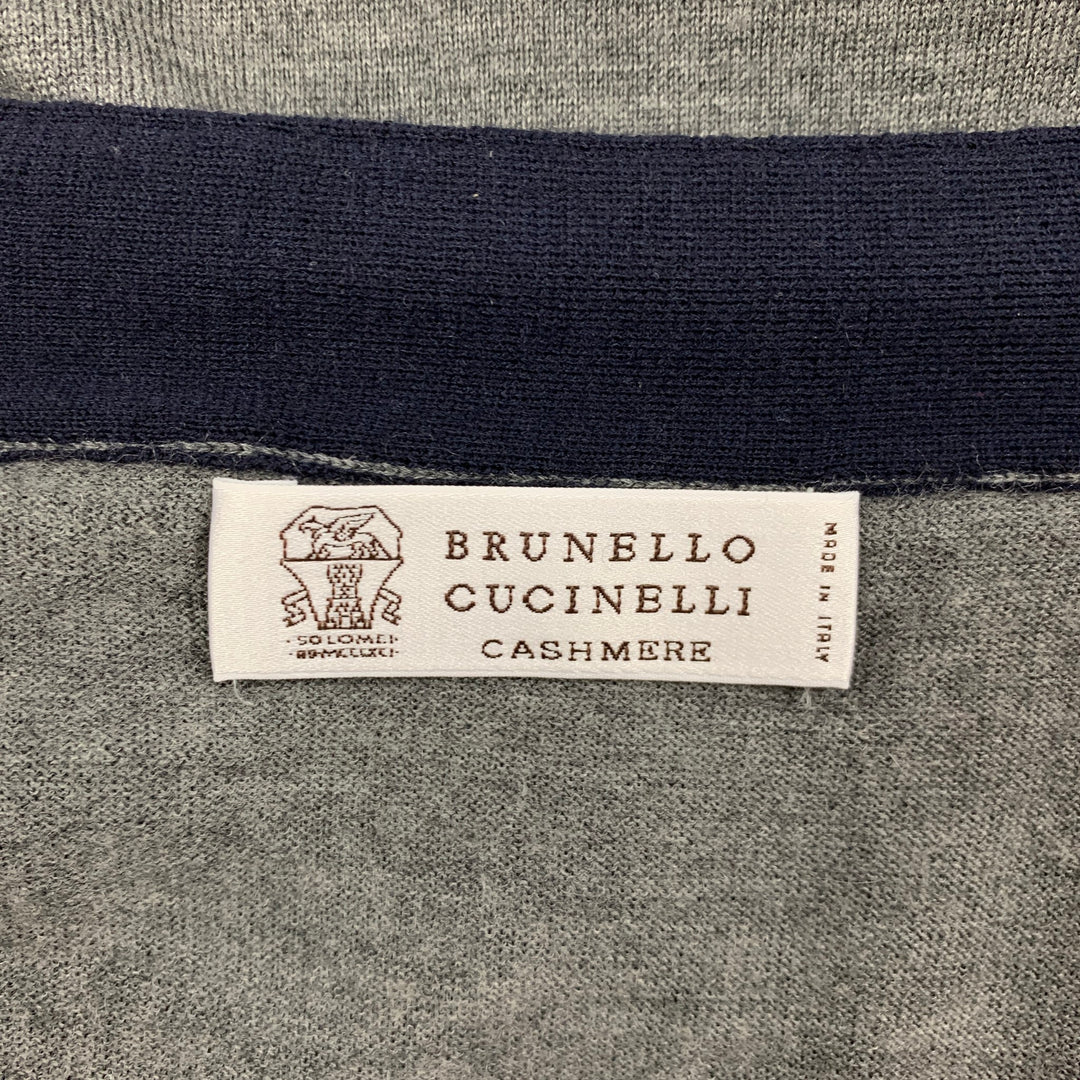 BRUNELLO
CUCINELLI
CASHMERE
MADE IN ITALY
· SOLOMEI ·